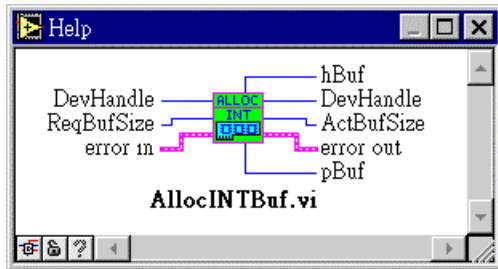 Help
hBuf
DevHandle ALLOC DevHandle
ReqBufSize INT ActBufSize
error in error out
pBuf
AllocINTBuf.vi
?